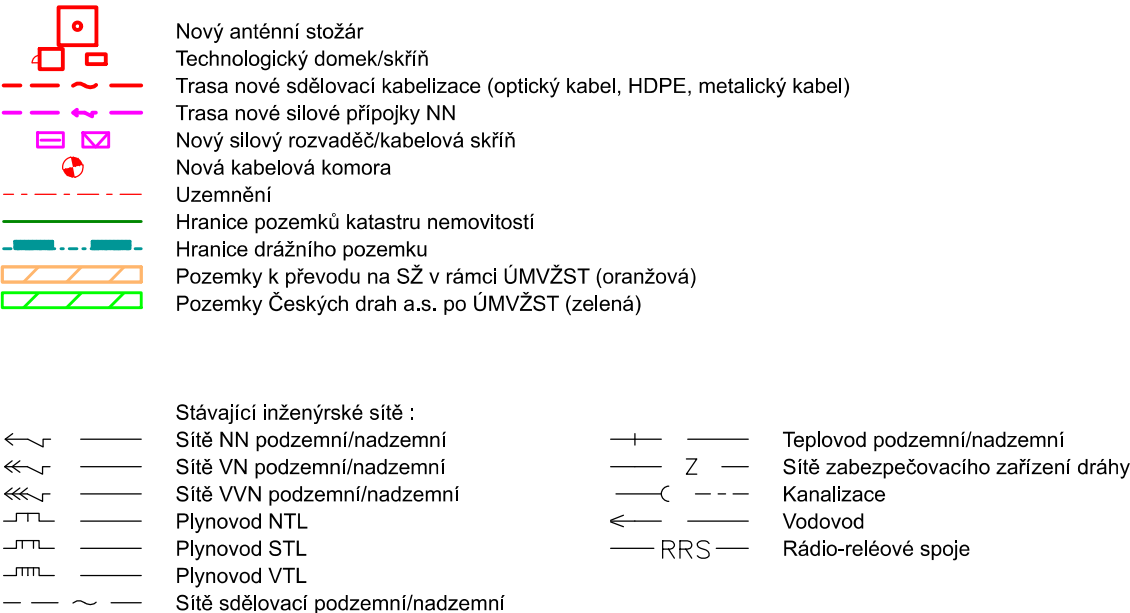 Nový anténní stožár
Technologický domek/skříň
Trasa nové sdělovací kabelizace (optický kabel, HDPE, metalický kabel)
Trasa nové silové přípojky NN
Nový silový rozvaděč/kabelová skříň
Nová kabelová komora
Uzemnění
Hranice pozemků katastru nemovitostí
Hranice drážního pozemku
Pozemky k převodu na SŽ v rámci ÚMVŽST (oranžová)
Pozemky Českých drah a.s. po ÚMVŽST (zelená)
Stávající inženýrské sítě :
Sítě NN podzemní/nadzemní
Sítě VN podzemní/nadzemní
Sítě VVN podzemní/nadzemní
Plynovod NTL
Plynovod STL
Plynovod VTL
Sítě sdělovací podzemní/nadzemní
Teplovod podzemní/nadzemní
Z Sítě zabezpečovacího zařízení dráhy
Kanalizace
Vodovod
RRS Rádio-reléové spoje